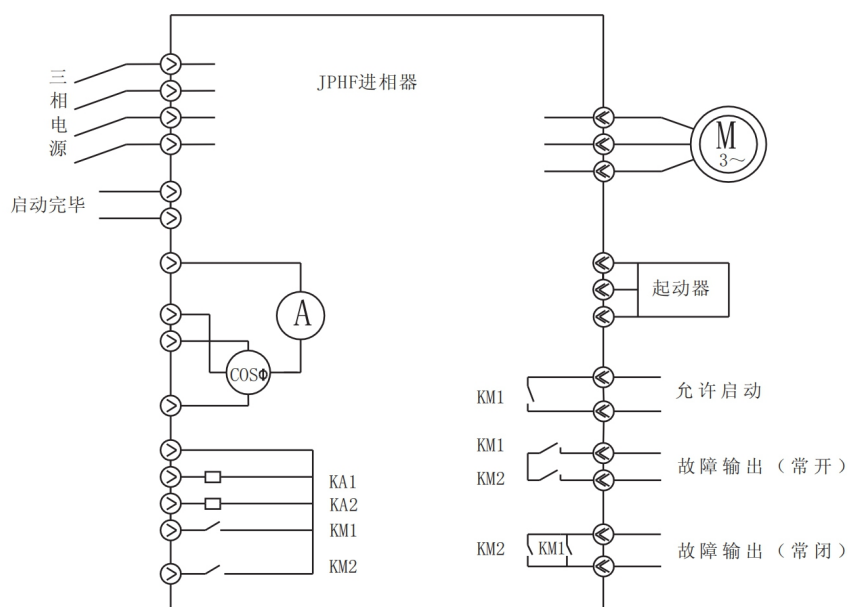 JPHF进相器
三
相
电
源
M
3～
启动完毕
A
起动器
COSΦ
KM1
允许启动
KM1
KM2
故障输出（常开）
KA1
KA2
KM1
KM2
KM2
KM1
故障输出（常闭）